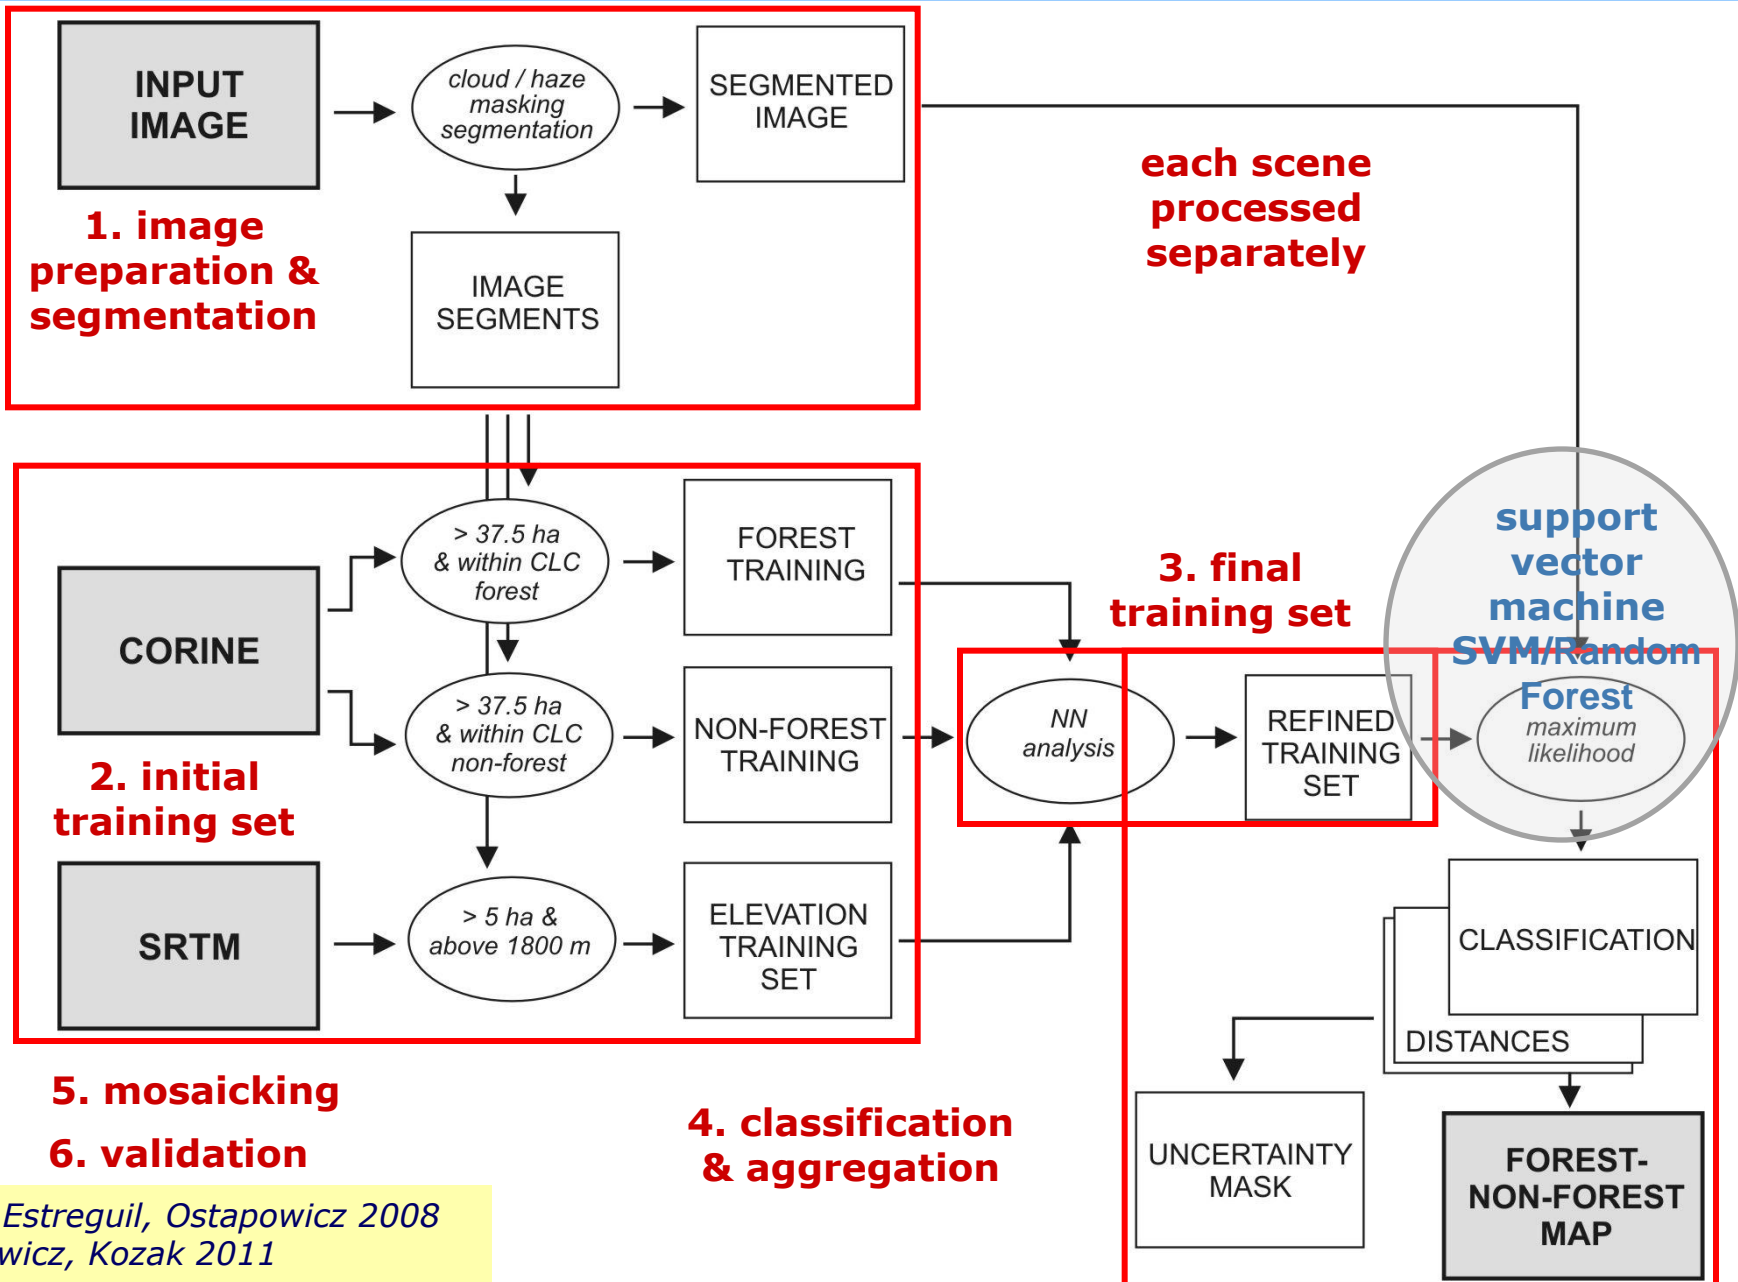 INPUT
IMAGE
cloud / haze
masking
segmentation
SEGMENTED
IMAGE
1. image
preparation &
segmentation
IMAGE
SEGMENTS
each scene
processed
separately
CORINE
> 37.5 ha
& within CLC
forest
FOREST
TRAINING
> 37.5 ha
& within CLC
non-forest
NON-FOREST
TRAINING
2. initial
training set
SRTM
> 5 ha &
above 1800 m
ELEVATION
TRAINING
SET
3. final
training set
NN
analysis
REFINED
TRAINING
SET
support
vector
machine
SVM/Random
Forest
maximum
likelihood
CLASSIFICATION
DISTANCES
UNCERTAINTY
MASK
FOREST-
NON-FOREST
MAP
4. classification
& aggregation
5. mosaicking
6. validation
Estreguil, Ostapowicz 2008
wicz, Kozak 2011